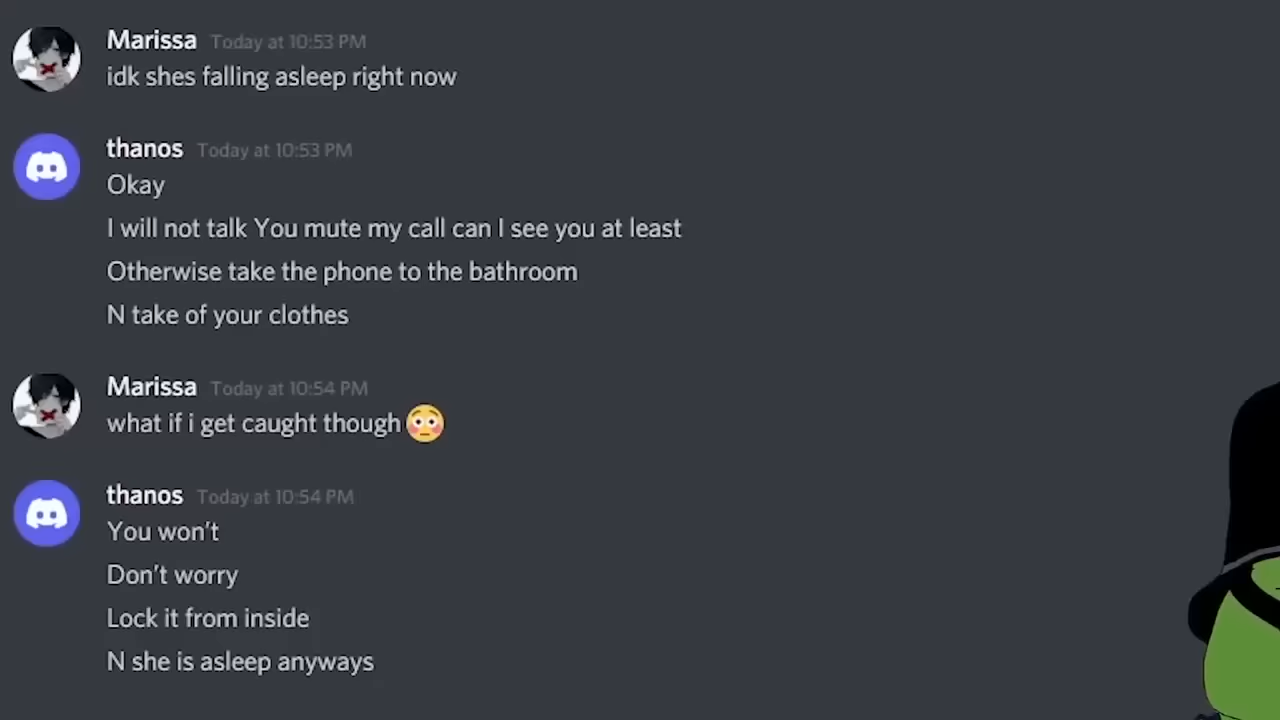 Marissa Today at 10:53 PM
idk shes falling asleep right now
thanos Today at 10:53 PM
Okay
I will not talk You mute my call can I see you at least
Otherwise take the phone to the bathroom
N take of your clothes
Marissa Today at 10:54 PM
what if i get caught though 😳
thanos Today at 10:54 PM
You won't
Don't worry
Lock it from inside
N she is asleep anyways